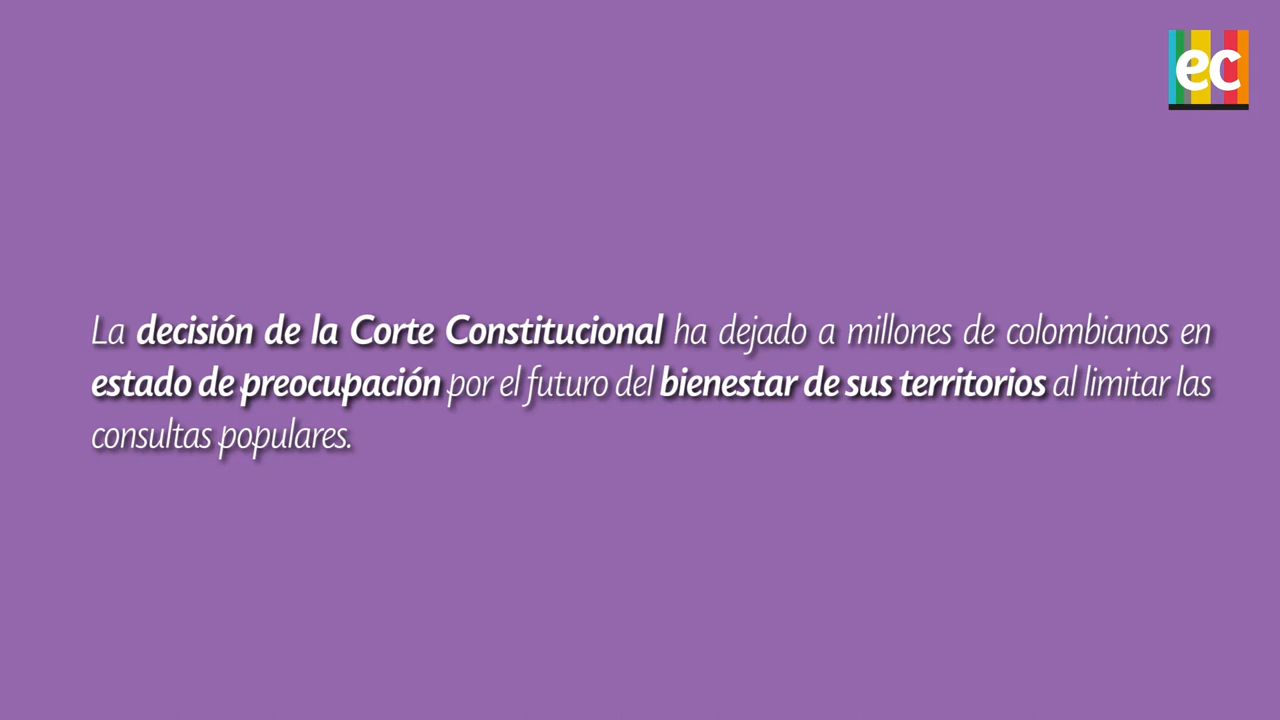 ec
La decisión de la Corte Constitucional ha dejado a millones de colombianos en
estado de preocupación por el futuro del bienestar de sus territorios al limitar las
consultas populares.